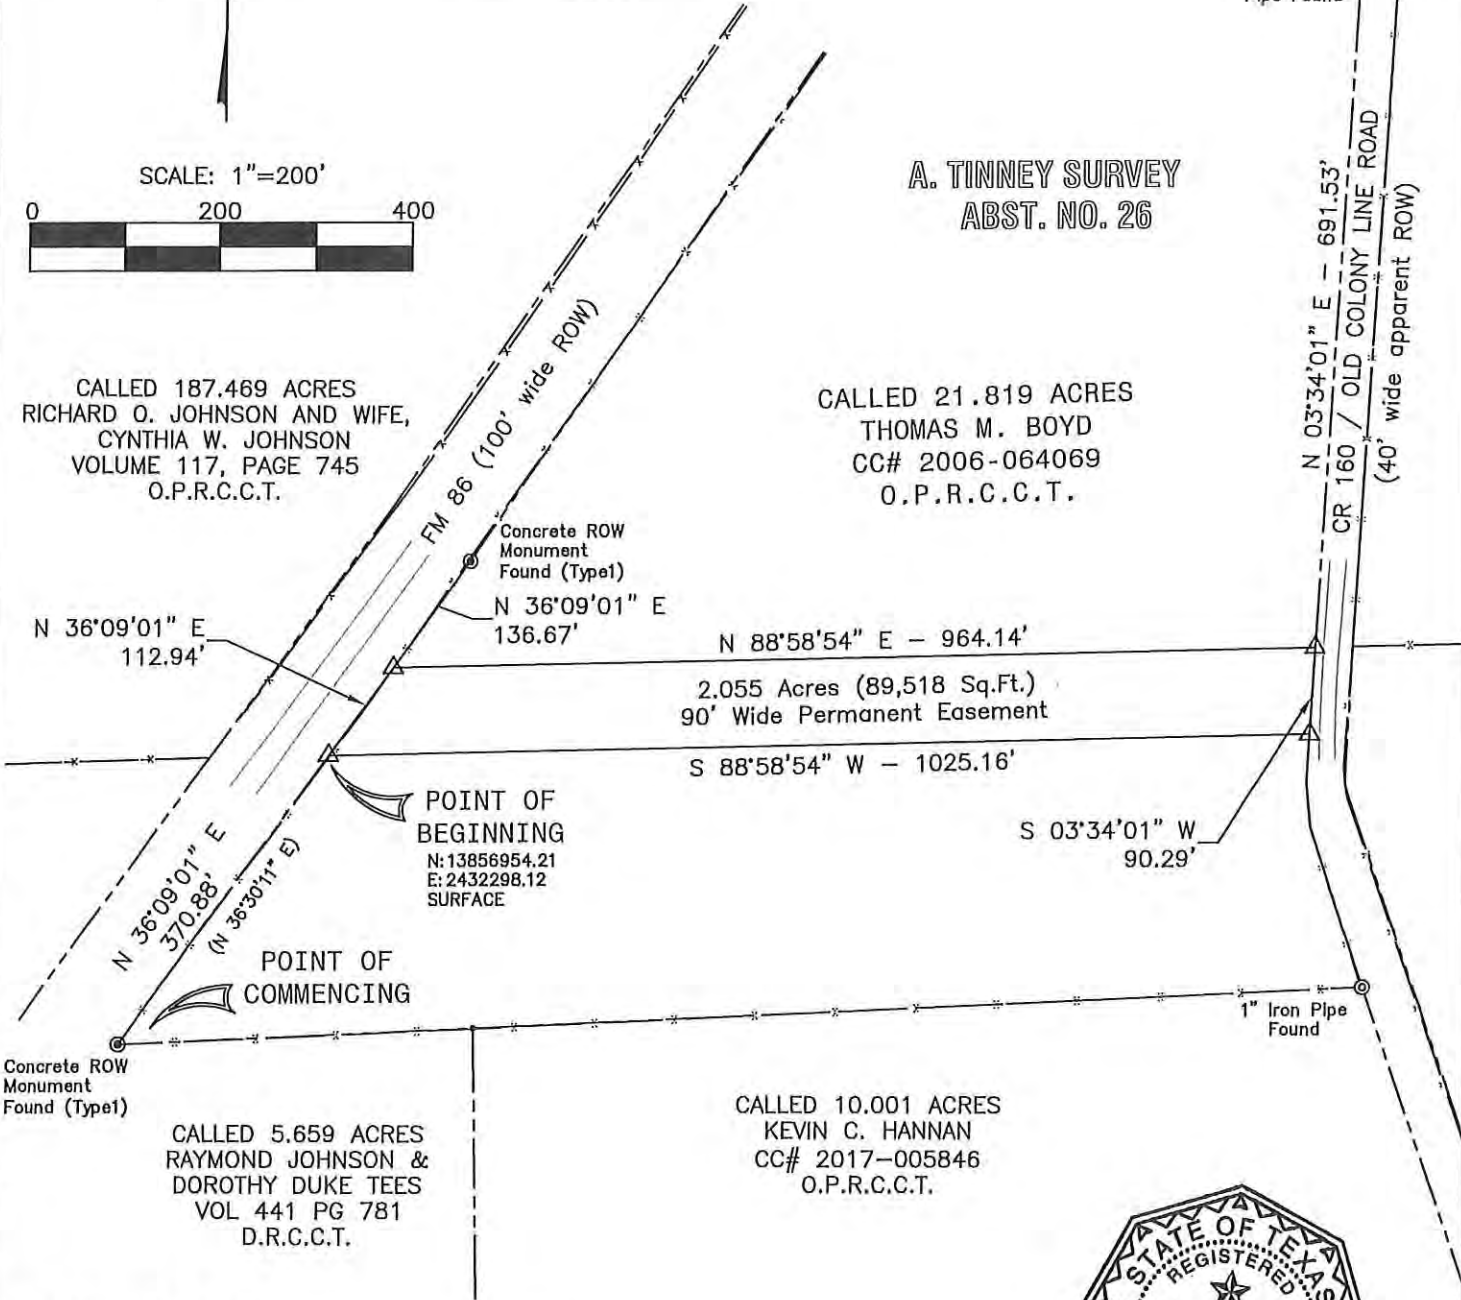 SCALE: 1"=200'
0 200 400
A. TINNEY SURVEY
ABST. NO. 26
N 03°34'01" E – 691.53'
CR 160 / OLD COLONY LINE ROAD
(40' wide apparent ROW)
CALLED 187.469 ACRES
RICHARD O. JOHNSON AND WIFE,
CYNTHIA W. JOHNSON
VOLUME 117, PAGE 745
O.P.R.C.C.T.
FM 86 (100' wide ROW)
CALLED 21.819 ACRES
THOMAS M. BOYD
CC# 2006-064069
O.P.R.C.C.T.
Concrete ROW
Monument
Found (Type1)
N 36°09'01" E
136.67'
N 36°09'01" E
112.94'
N 88°58'54" E – 964.14'
2.055 Acres (89,518 Sq.Ft.)
90' Wide Permanent Easement
S 88°58'54" W – 1025.16'
POINT OF
BEGINNING
N:13856954.21
E:2432298.12
SURFACE
S 03°34'01" W
90.29'
N 36°09'01" E
370.88'
(N 36°30'11" E)
POINT OF
COMMENCING
1" Iron Pipe
Found
Concrete ROW
Monument
Found (Type1)
CALLED 5.659 ACRES
RAYMOND JOHNSON &
DOROTHY DUKE TEES
VOL 441 PG 781
D.R.C.C.T.
CALLED 10.001 ACRES
KEVIN C. HANNAN
CC# 2017–005846
O.P.R.C.C.T.
STATE OF TEXAS
REGISTERED